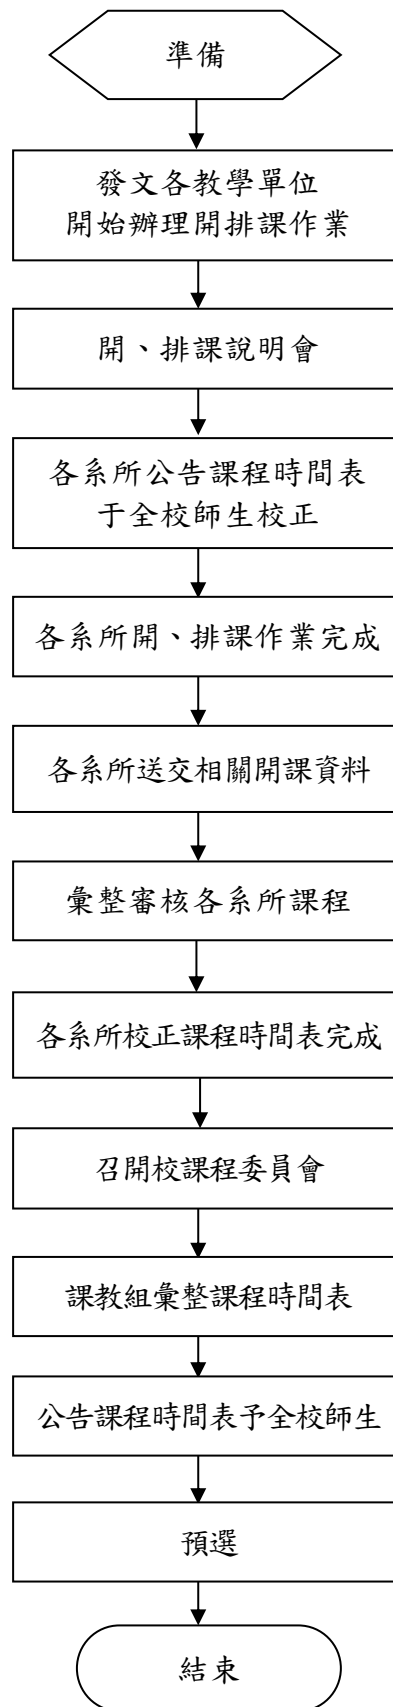 準備
發文各教學單位
開始辦理開排課作業
開、排課說明會
各系所公告課程時間表
于全校師生校正
各系所開、排課作業完成
各系所送交相關開課資料
彙整審核各系所課程
各系所校正課程時間表完成
召開校課程委員會
課教組彙整課程時間表
公告課程時間表予全校師生
預選
結束